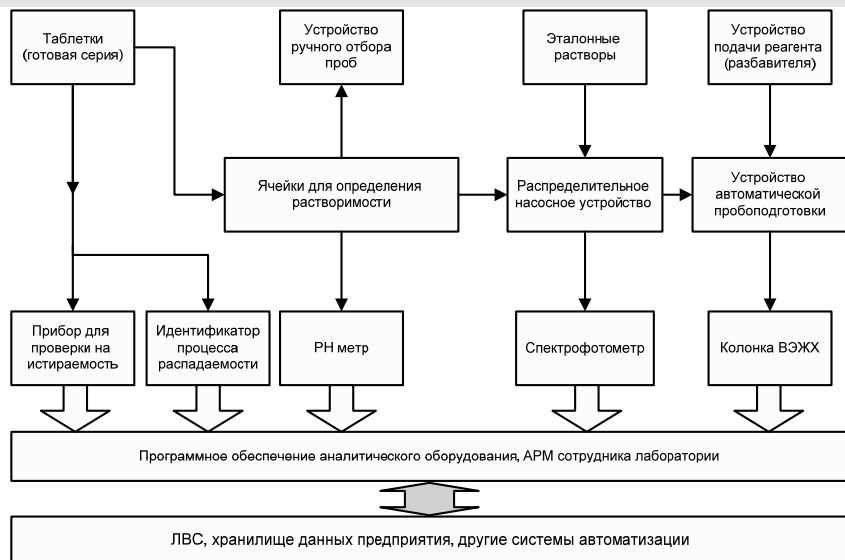 Таблетки
(готовая серия)
Устройство
ручного отбора
проб
Эталонные
растворы
Устройство
подачи реагента
(разбавителя)
Ячейки для определения
растворимости
Распределительное
насосное устройство
Устройство
автоматической
пробоподготовки
Прибор для
проверки на
истираемость
Идентификатор
процесса
распадаемости
РН метр
Спектрофотометр
Колонка ВЭЖХ
Программное обеспечение аналитического оборудования, АРМ сотрудника лаборатории
ЛВС, хранилище данных предприятия, другие системы автоматизации